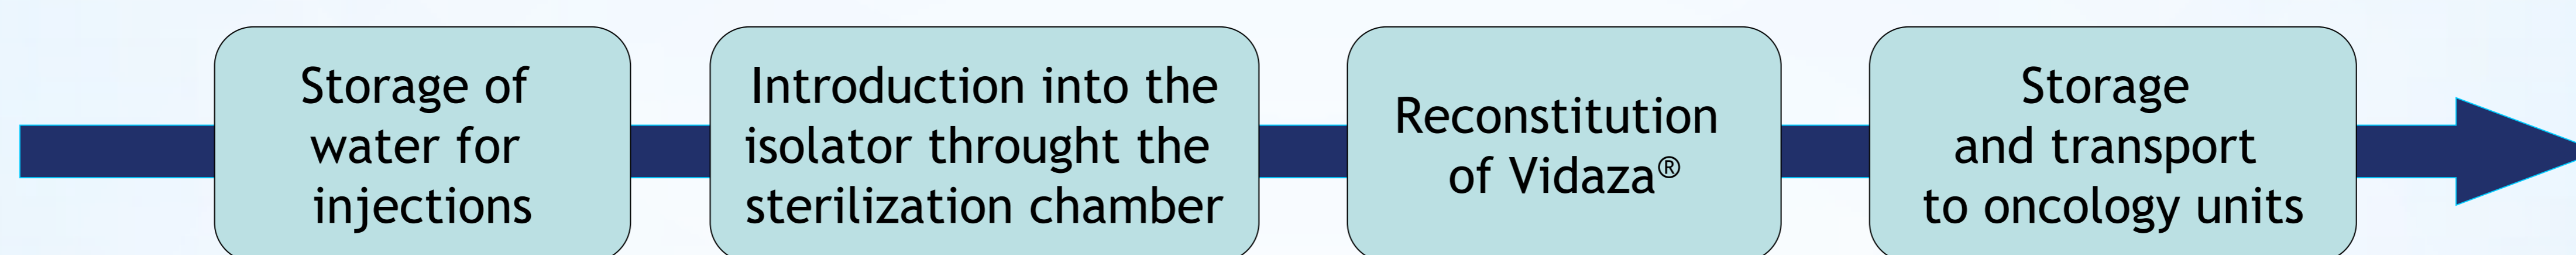 Storage of
water for
injections
Introduction into the
isolator throught the
sterilization chamber
Reconstitution
of Vidaza®
Storage
and transport
to oncology units